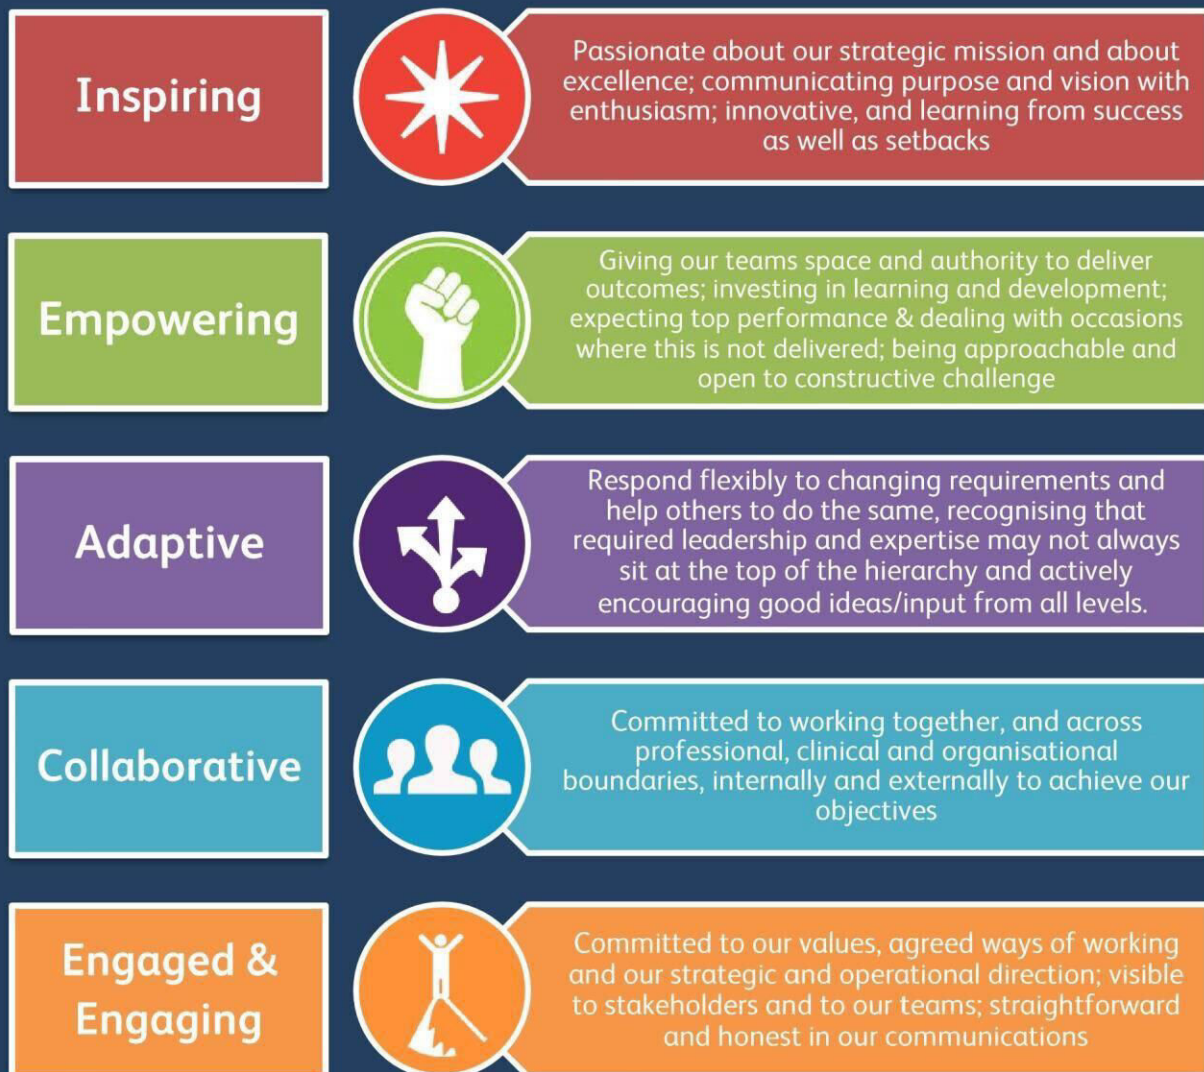 Inspiring
Passionate about our strategic mission and about
excellence; communicating purpose and vision with
enthusiasm; innovative, and learning from success
as well as setbacks
Empowering
Giving our teams space and authority to deliver
outcomes; investing in learning and development;
expecting top performance & dealing with occasions
where this is not delivered; being approachable and
open to constructive challenge
Adaptive
Respond flexibly to changing requirements and
help others to do the same, recognising that
required leadership and expertise may not always
sit at the top of the hierarchy and actively
encouraging good ideas/input from all levels.
Collaborative
Committed to working together, and across
professional, clinical and organisational
boundaries, internally and externally to achieve our
objectives
Engaged &
Engaging
Committed to our values, agreed ways of working
and our strategic and operational direction; visible
to stakeholders and to our teams; straightforward
and honest in our communications